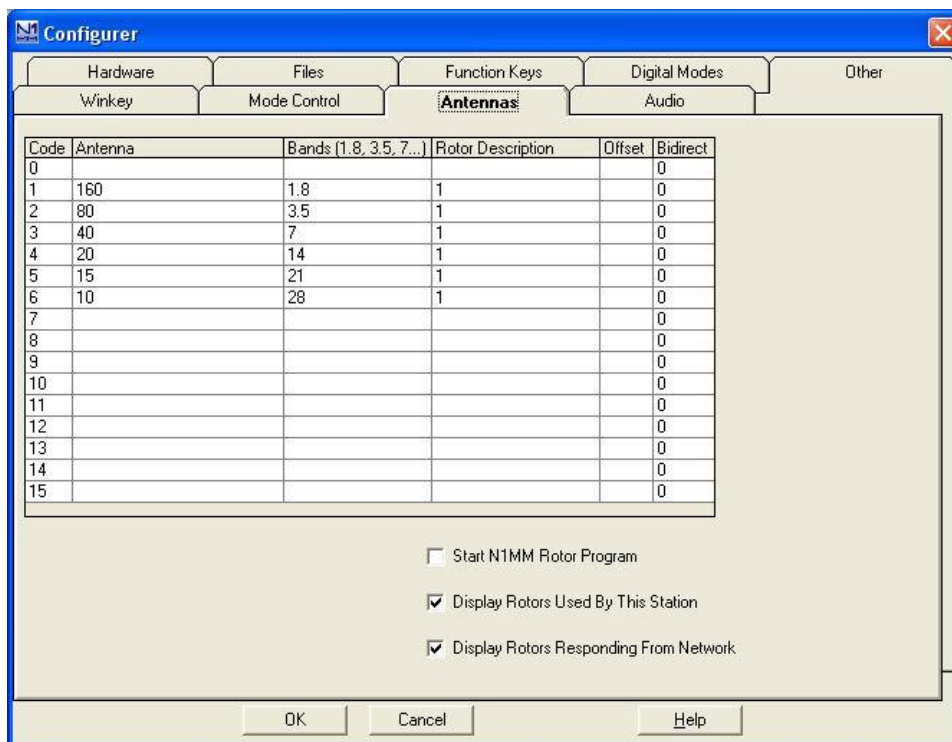 N1 MM Configurer
Hardware Files Function Keys Digital Modes Other
Winkey Mode Control Antennas Audio
Code Antenna Bands (1.8, 3.5, 7...) Rotor Description Offset Bidirect
0 0
1 160 1.8 1 0
2 80 3.5 1 0
3 40 7 1 0
4 20 14 1 0
5 15 21 1 0
6 10 28 1 0
7 0
8 0
9 0
10 0
11 0
12 0
13 0
14 0
15 0
Start N1MM Rotor Program
Display Rotors Used By This Station
Display Rotors Responding From Network
OK Cancel Help